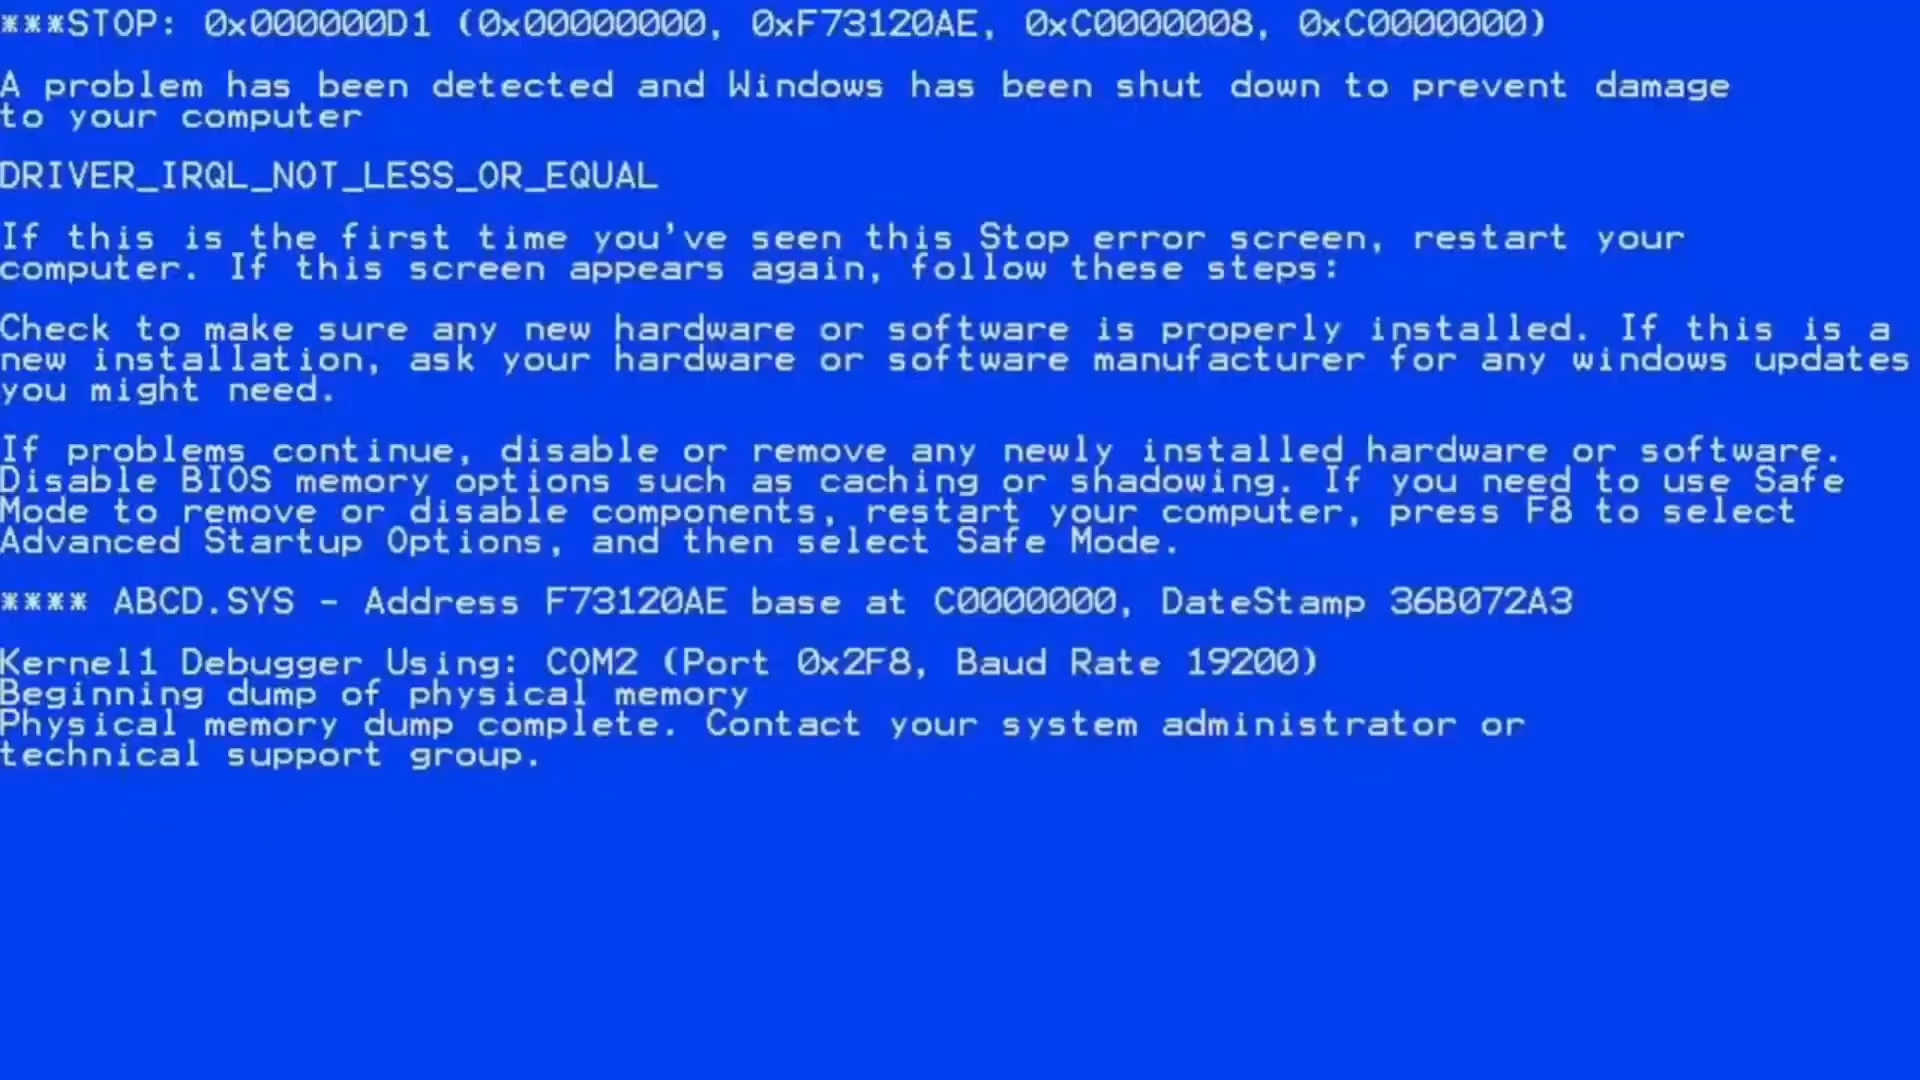 ***STOP: 0x000000D1 (0x00000000, 0xF73120AE, 0xC0000008, 0xC0000000)
A problem has been detected and Windows has been shut down to prevent damage
to your computer
DRIVER_IRQL_NOT_LESS_OR_EQUAL
If this is the first time you've seen this Stop error screen, restart your
computer. If this screen appears again, follow these steps:
Check to make sure any new hardware or software is properly installed. If this is a
new installation, ask your hardware or software manufacturer for any windows updates
you might need.
If problems continue, disable or remove any newly installed hardware or software.
Disable BIOS memory options such as caching or shadowing. If you need to use Safe
Mode to remove or disable components, restart your computer, press F8 to select
Advanced Startup Options, and then select Safe Mode.
**** ABCD.SYS - Address F73120AE base at C0000000, DateStamp 36B072A3
Kernel1 Debugger Using: COM2 (Port 0x2F8, Baud Rate 19200)
Beginning dump of physical memory
Physical memory dump complete. Contact your system administrator or
technical support group.